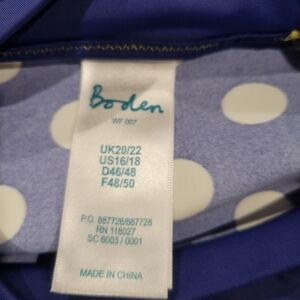 Boden
WF 007
UK20/22
US16/18
D46/48
F48/50
P.O. 887726/887728
RN 118027
SC 6003 / 0001
MADE IN CHINA